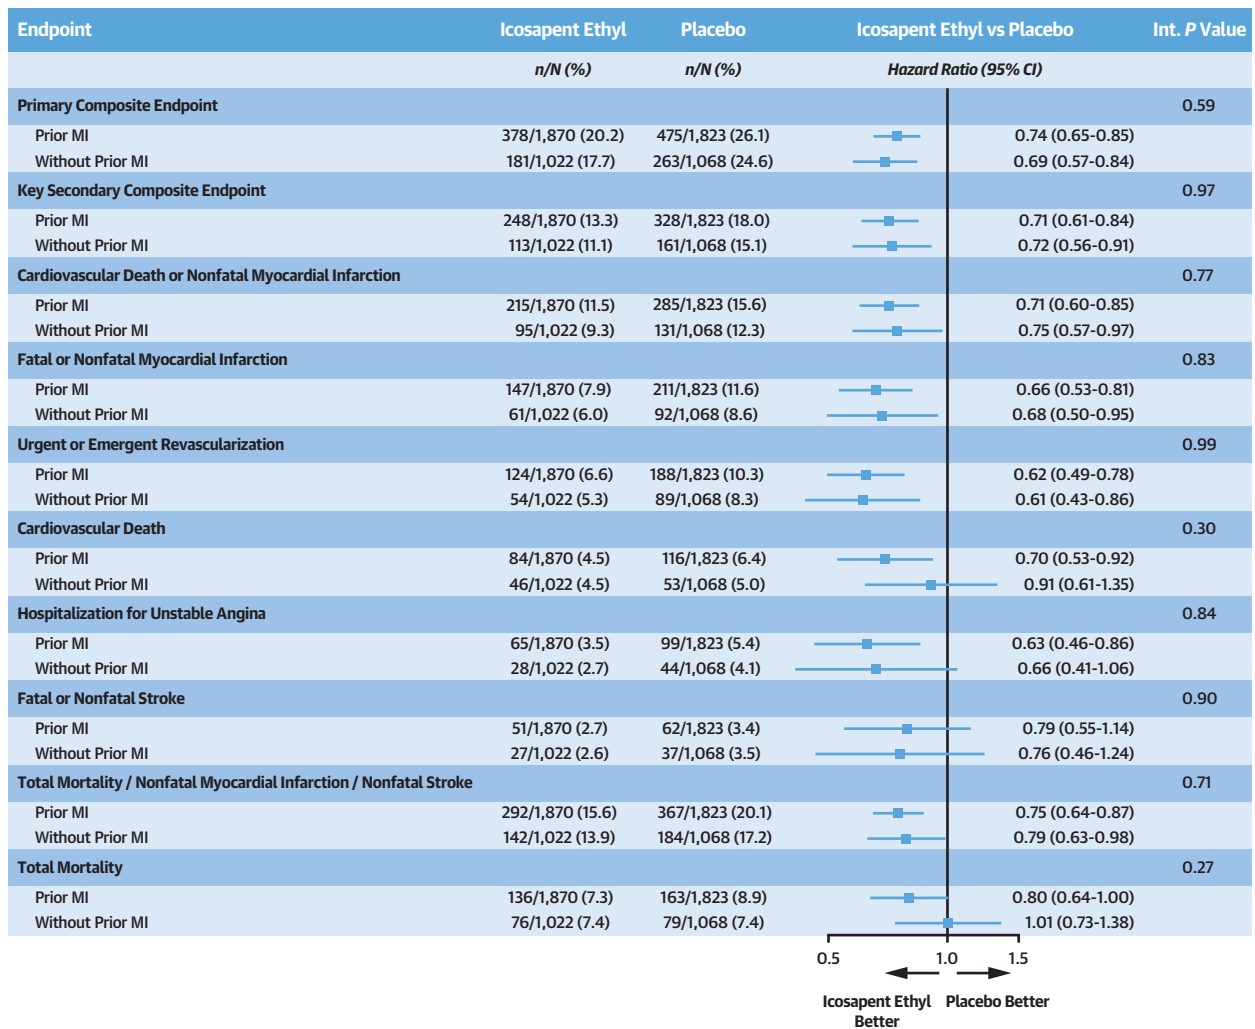 Endpoint Icosapent Ethyl Placebo Icosapent Ethyl vs Placebo Int. P Value
n/N (%) n/N (%) Hazard Ratio (95% CI)
Primary Composite Endpoint 0.59
Prior MI 378/1,870 (20.2) 475/1,823 (26.1) 0.74 (0.65-0.85)
Without Prior MI 181/1,022 (17.7) 263/1,068 (24.6) 0.69 (0.57-0.84)
Key Secondary Composite Endpoint 0.97
Prior MI 248/1,870 (13.3) 328/1,823 (18.0) 0.71 (0.61-0.84)
Without Prior MI 113/1,022 (11.1) 161/1,068 (15.1) 0.72 (0.56-0.91)
Cardiovascular Death or Nonfatal Myocardial Infarction 0.77
Prior MI 215/1,870 (11.5) 285/1,823 (15.6) 0.71 (0.60-0.85)
Without Prior MI 95/1,022 (9.3) 131/1,068 (12.3) 0.75 (0.57-0.97)
Fatal or Nonfatal Myocardial Infarction 0.83
Prior MI 147/1,870 (7.9) 211/1,823 (11.6) 0.66 (0.53-0.81)
Without Prior MI 61/1,022 (6.0) 92/1,068 (8.6) 0.68 (0.50-0.95)
Urgent or Emergent Revascularization 0.99
Prior MI 124/1,870 (6.6) 188/1,823 (10.3) 0.62 (0.49-0.78)
Without Prior MI 54/1,022 (5.3) 89/1,068 (8.3) 0.61 (0.43-0.86)
Cardiovascular Death 0.30
Prior MI 84/1,870 (4.5) 116/1,823 (6.4) 0.70 (0.53-0.92)
Without Prior MI 46/1,022 (4.5) 53/1,068 (5.0) 0.91 (0.61-1.35)
Hospitalization for Unstable Angina 0.84
Prior MI 65/1,870 (3.5) 99/1,823 (5.4) 0.63 (0.46-0.86)
Without Prior MI 28/1,022 (2.7) 44/1,068 (4.1) 0.66 (0.41-1.06)
Fatal or Nonfatal Stroke 0.90
Prior MI 51/1,870 (2.7) 62/1,823 (3.4) 0.79 (0.55-1.14)
Without Prior MI 27/1,022 (2.6) 37/1,068 (3.5) 0.76 (0.46-1.24)
Total Mortality / Nonfatal Myocardial Infarction / Nonfatal Stroke 0.71
Prior MI 292/1,870 (15.6) 367/1,823 (20.1) 0.75 (0.64-0.87)
Without Prior MI 142/1,022 (13.9) 184/1,068 (17.2) 0.79 (0.63-0.98)
Total Mortality 0.27
Prior MI 136/1,870 (7.3) 163/1,823 (8.9) 0.80 (0.64-1.00)
Without Prior MI 76/1,022 (7.4) 79/1,068 (7.4) 1.01 (0.73-1.38)
0.5 1.0 1.5
Icosapent Ethyl Placebo Better
Better